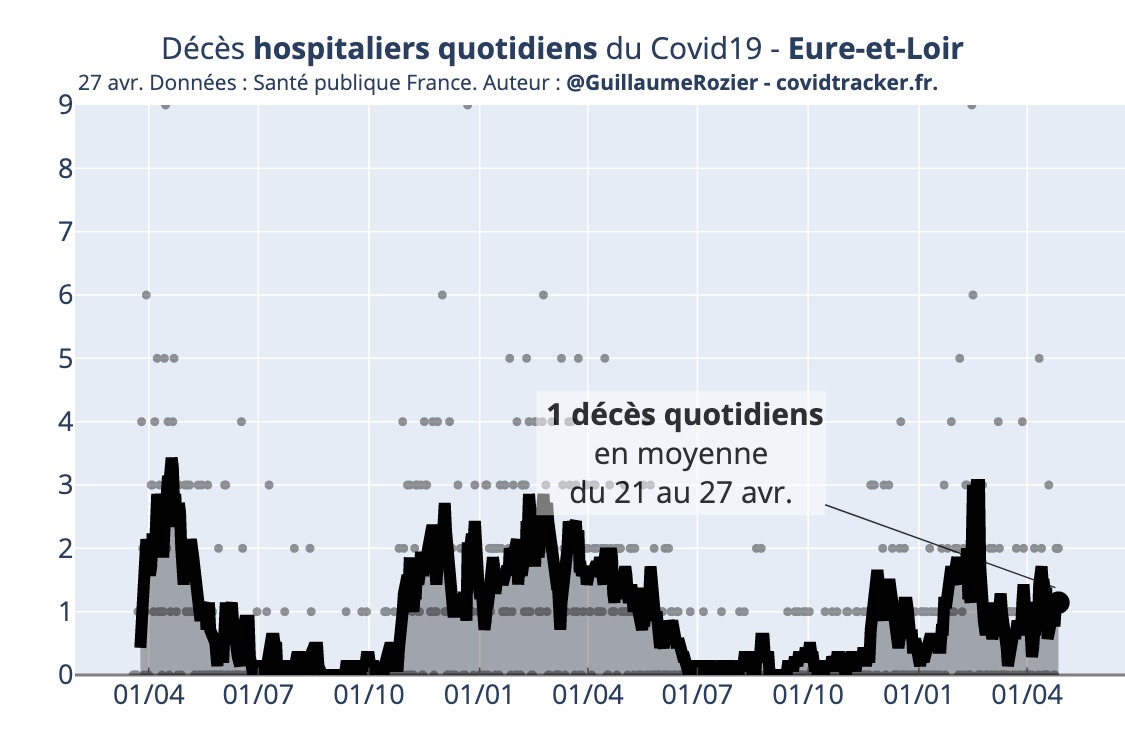 Décès hospitaliers quotidiens du Covid19 - Eure-et-Loir
27 avr. Données : Santé publique France. Auteur : @GuillaumeRozier - covidtracker.fr.
9
8
7
6
5
4
3
2
1
0
1 décès quotidiens
en moyenne
du 21 au 27 avr.
01/04 01/07 01/10 01/01 01/04 01/07 01/10 01/01 01/04